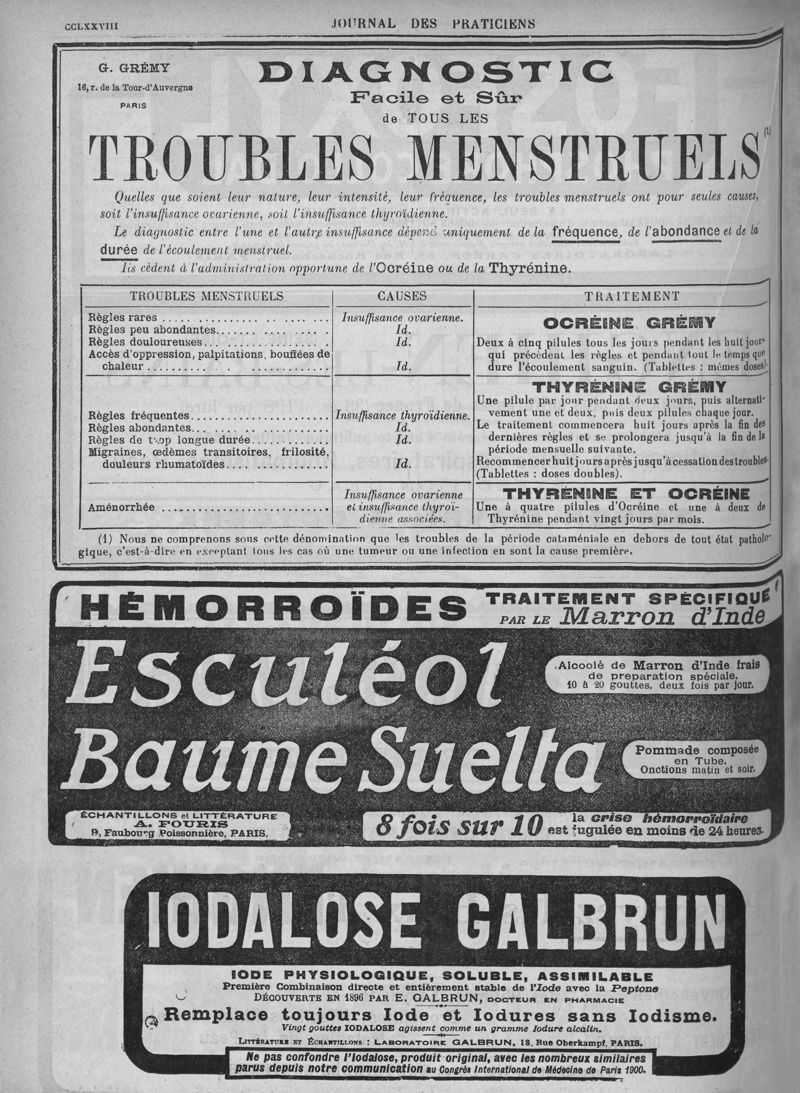 CCLXXVIII
JOURNAL DES PRATICIENS
G. GRÉMY
16, r. de la Tour-d'Auvergne
PARIS
DIAGNOSTIC
Facile et Sûr
de TOUS LES
TROUBLES MENSTRUELS (1)
Quelles que soient leur nature, leur intensité, leur fréquence, les troubles menstruels ont pour seules causes,
soit l'insuffisance ovarienne, soit l'insuffisance thyroïdienne.
Le diagnostic entre l'une et l'autre insuffisance dépend uniquement de la fréquence, de l'abondance et de la
durée de l'écoulement menstruel.
Ils cèdent à l'administration opportune de l'Ocréine ou de la Thyrénine.
TROUBLES MENSTRUELS
CAUSES
TRAITEMENT
Règles rares
Insuffisance ovarienne.
Règles peu abondantes
Id.
Règles douloureuses
Id.
Accès d'oppression, palpitations, bouffées de
chaleur
Id.
OCRÉINE GRÉMY
Deux à cinq pilules tous les jours pendant les huit jours
qui précédent les règles et pendant tout le temps que
dure l'écoulement sanguin. (Tablettes : mêmes doses).
Règles fréquentes
Insuffisance thyroïdienne.
Règles abondantes
Id.
Règles de trop longue durée
Id.
Migraines, œdèmes transitoires, frilosité,
douleurs rhumatoïdes
Id.
THYRÉNINE GRÉMY
Une pilule par jour pendant deux jours, puis alternati-
vement une et deux, puis deux pilules chaque jour.
Le traitement commencera huit jours après la fin des
dernières règles et se prolongera jusqu'à la fin de la
période mensuelle suivante.
Recommencer huit jours après jusqu'à cessation des troubles
(Tablettes : doses doubles).
Aménorrhée
Insuffisance ovarienne
et insuffisance thyroï-
dienne associées.
THYRÉNINE ET OCRÉINE
Une à quatre pilules d'Ocréine et une à deux de
Thyrénine pendant vingt jours par mois.
(1) Nous ne comprenons sous cette dénomination que les troubles de la période cataméniale en dehors de tout état patholo-
gique, c'est-à-dire en exceptant tous les cas où une tumeur ou une infection en sont la cause première.
HÉMORROÏDES
TRAITEMENT SPÉCIFIQUE
PAR LE Marron d'Inde
Esculéol
Alcoolé de Marron d'Inde frais
de preparation spéciale.
10 à 20 gouttes, deux fois par jour.
Baume Suelta
Pommade composée
en Tube.
Onctions matin et soir.
ÉCHANTILLONS et LITTÉRATURE
A. FOURIS
9, Faubourg Poissonnière, PARIS.
8 fois sur 10
la crise hémorroïdaire
est jugulée en moins de 24 heures.
IODALOSE GALBRUN
IODE PHYSIOLOGIQUE, SOLUBLE, ASSIMILABLE
Première Combinaison directe et entièrement stable de l'Iode avec la Peptone
DÉCOUVERTE EN 1896 PAR E. GALBRUN, DOCTEUR EN PHARMACIE
Remplace toujours Iode et Iodures sans Iodisme.
Vingt gouttes IODALOSE agissent comme un gramme Iodure alcalin.
LITTÉRATURE ET ÉCHANTILLONS : LABORATOIRE GALBRUN, 18, Rue Oberkampf, PARIS.
Ne pas confondre l'Iodalose, produit original, avec les nombreux similaires
parus depuis notre communication au Congrès International de Médecine de Paris 1900.